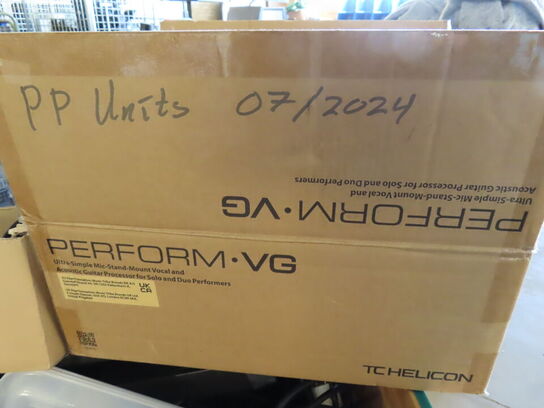 PP Units 07/2024
PERFORM·VG
Ultra-Simple Mic-Stand-Mount Vocal and
Acoustic Guitar Processor for Solo and Duo Performers
PERFORM·VG
Ultra-Simple Mic-Stand-Mount Vocal and
Acoustic Guitar Processor for Solo and Duo Performers
UK
CA
TC HELICON